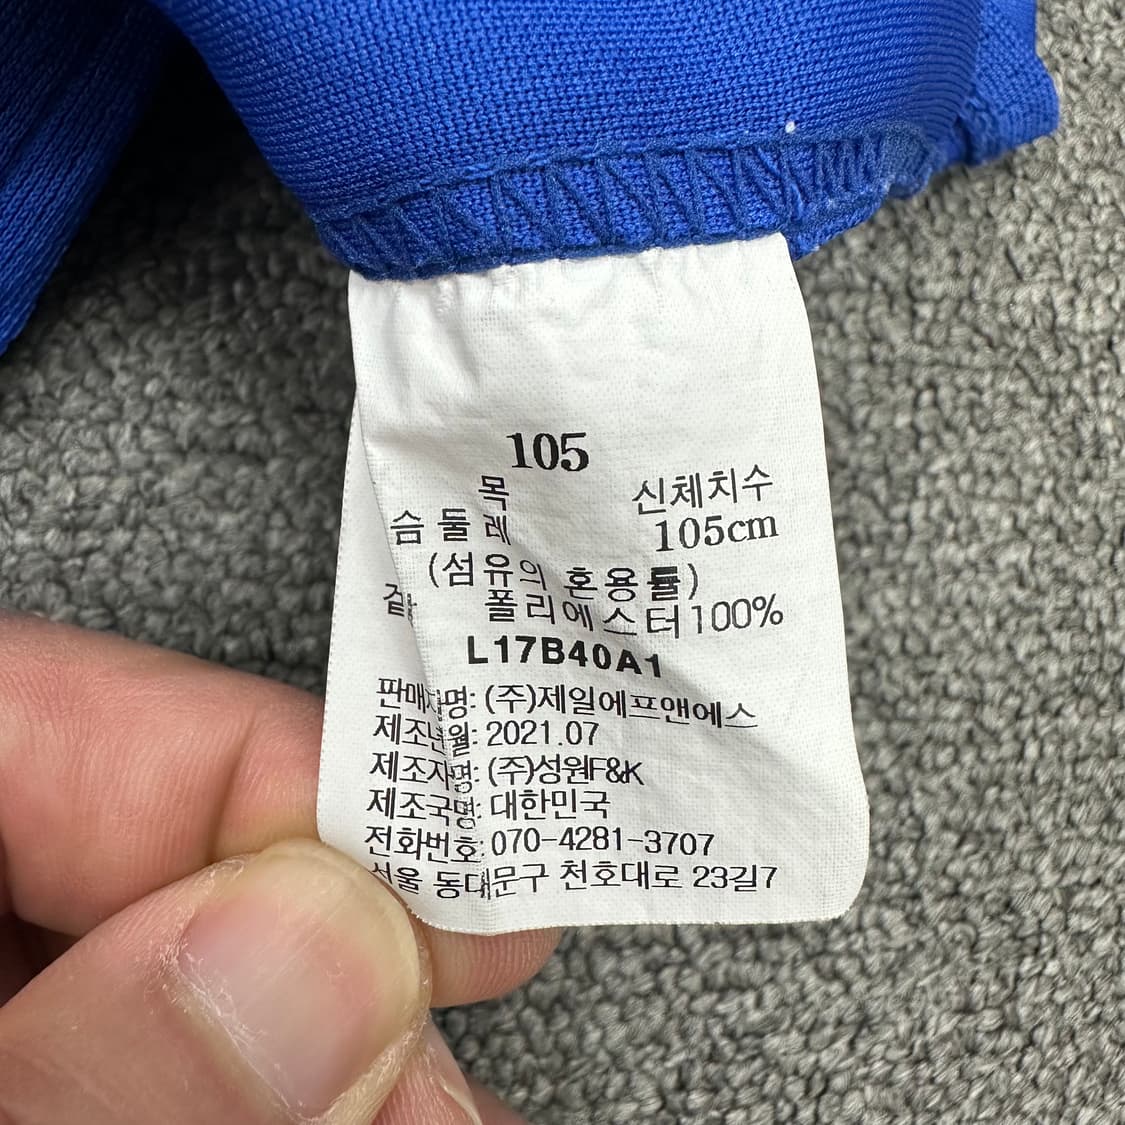 105
목 신체치수
슴둘레 105cm
(섬유의 혼용률)
폴리에스터100%
L17B40A1
판매자명: (주)제일에프앤에스
제조년월: 2021.07
제조자명: (주)성원F&K
제조국명: 대한민국
전화번호: 070-4281-3707
서울 동대문구 천호대로 23길7